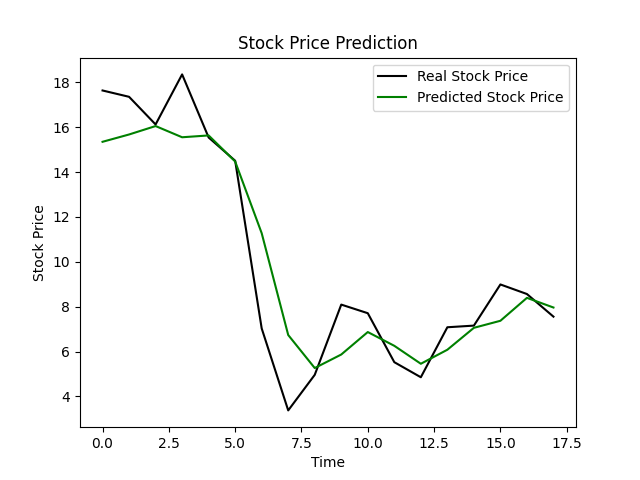 Stock Price Prediction
Real Stock Price
Predicted Stock Price
Stock Price
18
16
14
12
10
8
6
4
0.0 2.5 5.0 7.5 10.0 12.5 15.0 17.5
Time